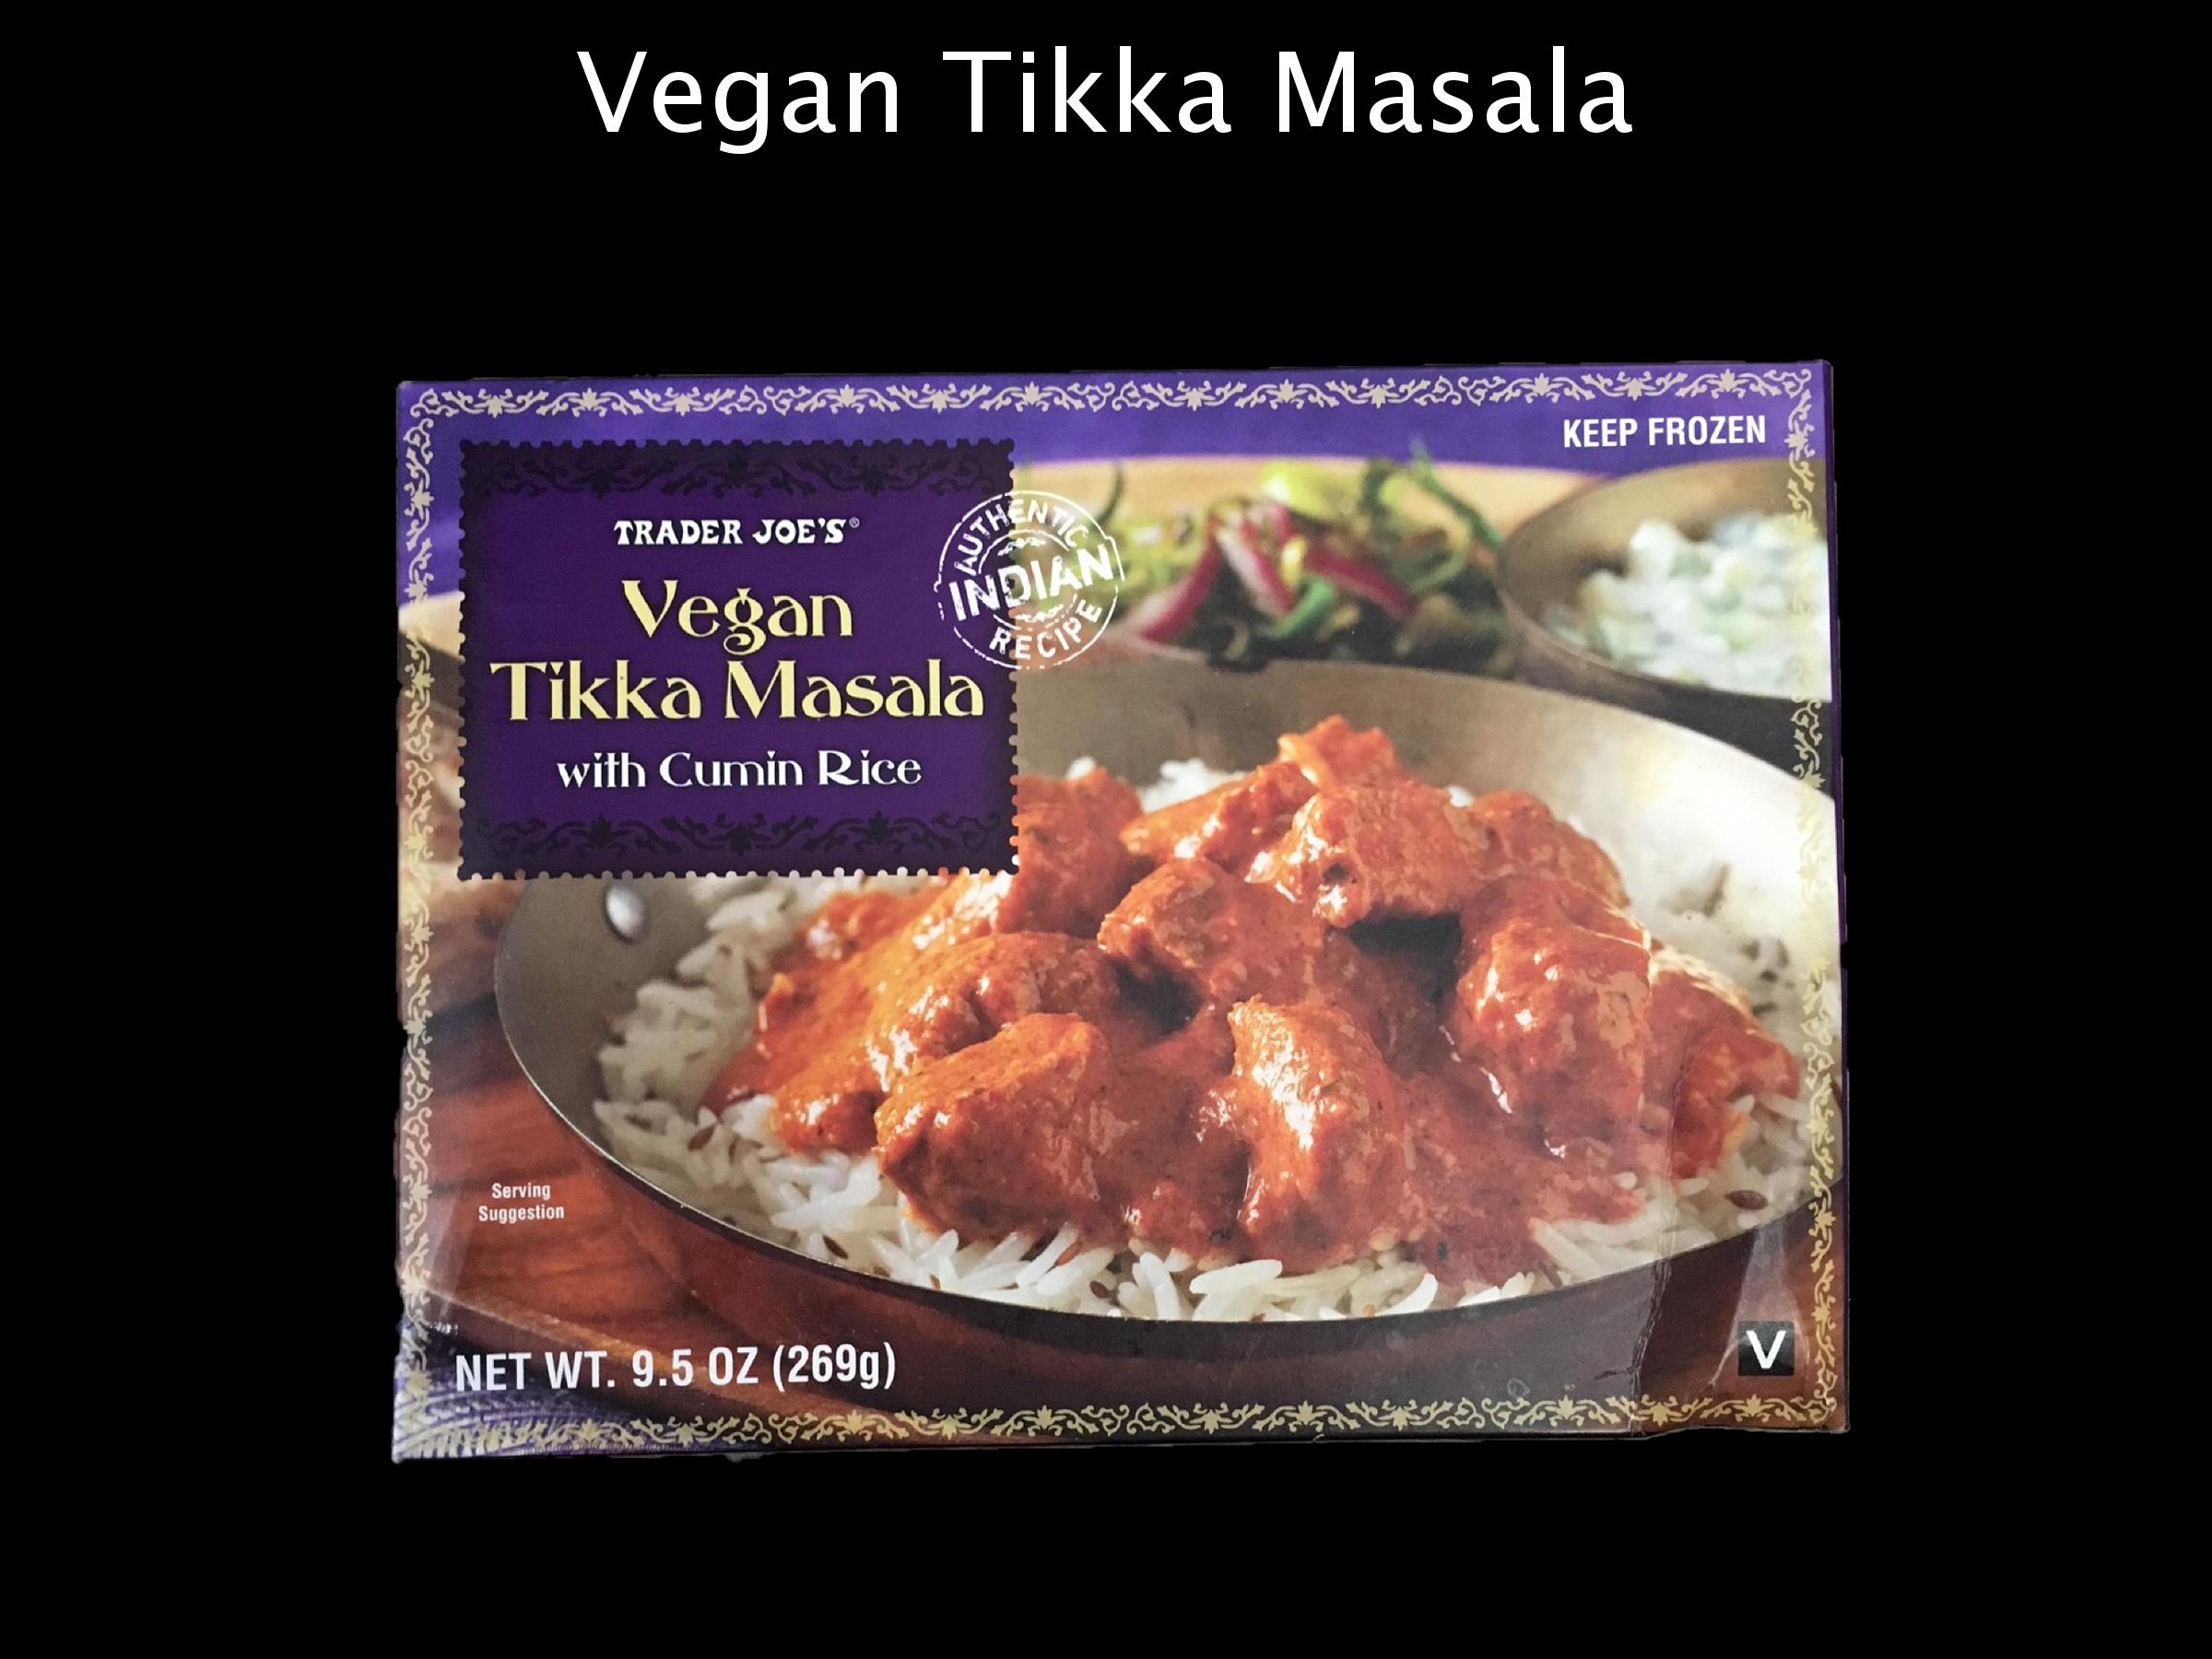 Vegan Tikka Masala
KEEP FROZEN
TRADER JOE'S®
AUTHENTIC
INDIAN
RECIPE
Vegan
Tikka Masala
with Cumin Rice
Serving
Suggestion
NET WT. 9.5 OZ (269g)
V